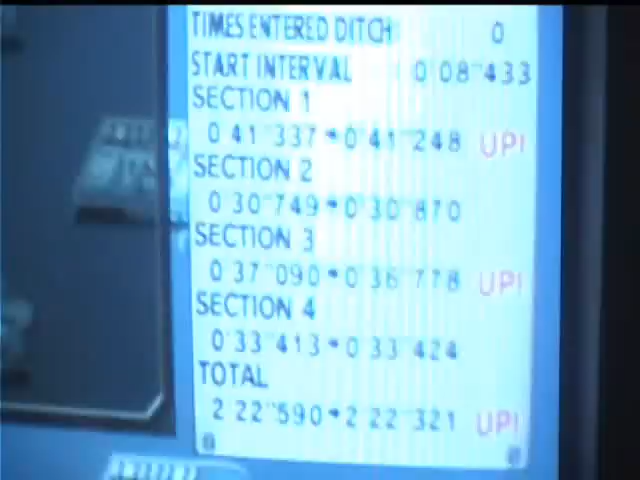 TIMES ENTERED DITCH 0
START INTERVAL 0'08"433
SECTION 1
0'41"337→0'41"248 UP!
SECTION 2
0'30"749→0'30"870
SECTION 3
0'37"090→0'36"778 UP!
SECTION 4
0'33"413→0'33"424
TOTAL
2'22"590→2'22"321 UP!